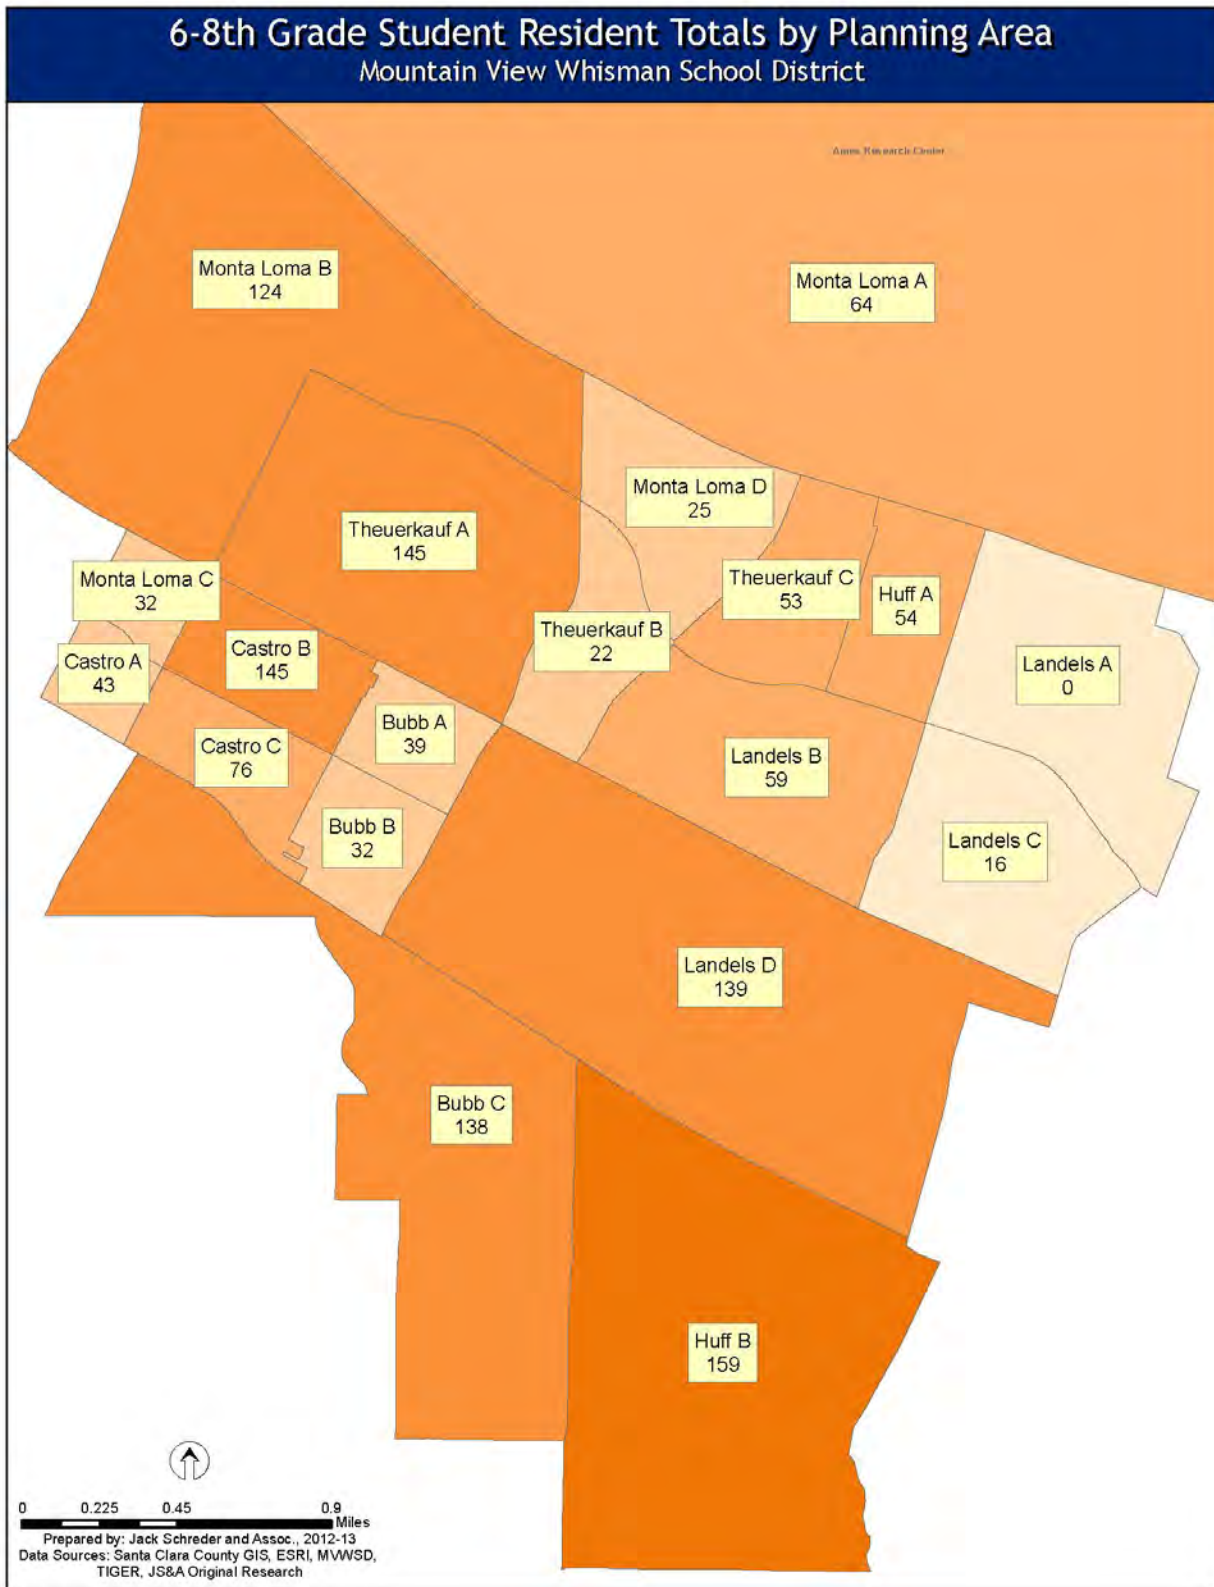 6-8th Grade Student Resident Totals by Planning Area
Mountain View Whisman School District
Ames Research Center
Monta Loma B
124
Monta Loma A
64
Monta Loma D
25
Theuerkauf A
145
Monta Loma C
32
Theuerkauf C
53
Huff A
54
Theuerkauf B
22
Castro B
145
Castro A
43
Landels A
0
Bubb A
39
Castro C
76
Landels B
59
Bubb B
32
Landels C
16
Landels D
139
Bubb C
138
Huff B
159
0 0.225 0.45 0.9
Miles
Prepared by: Jack Schreder and Assoc., 2012-13
Data Sources: Santa Clara County GIS, ESRI, MVWSD,
TIGER, JS&A Original Research